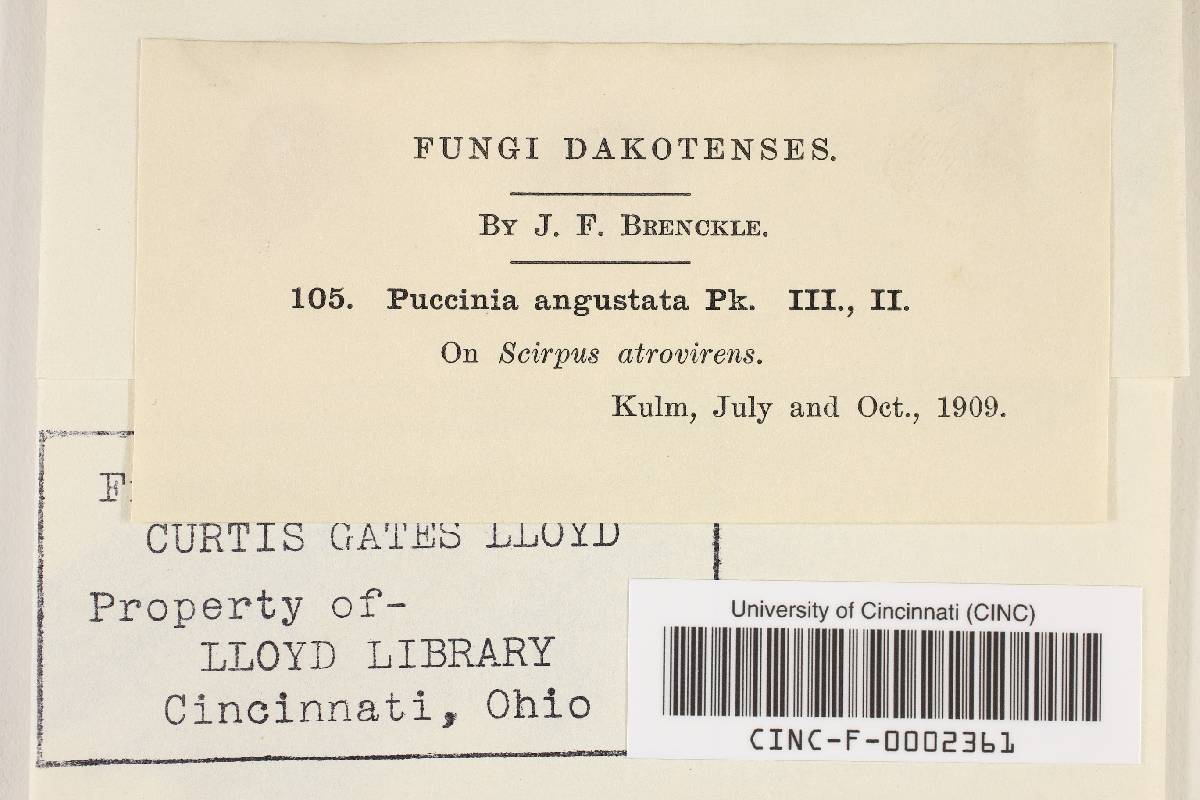 FUNGI DAKOTENSES.
BY J. F. BRENCKLE.
105. Puccinia angustata Pk. III., II.
On Scirpus atrovirens.
Kulm, July and Oct., 1909.
CURTIS GATES LLOYD
Property of-
LLOYD LIBRARY
Cincinnati, Ohio
University of Cincinnati (CINC)
CINC-F-0002361